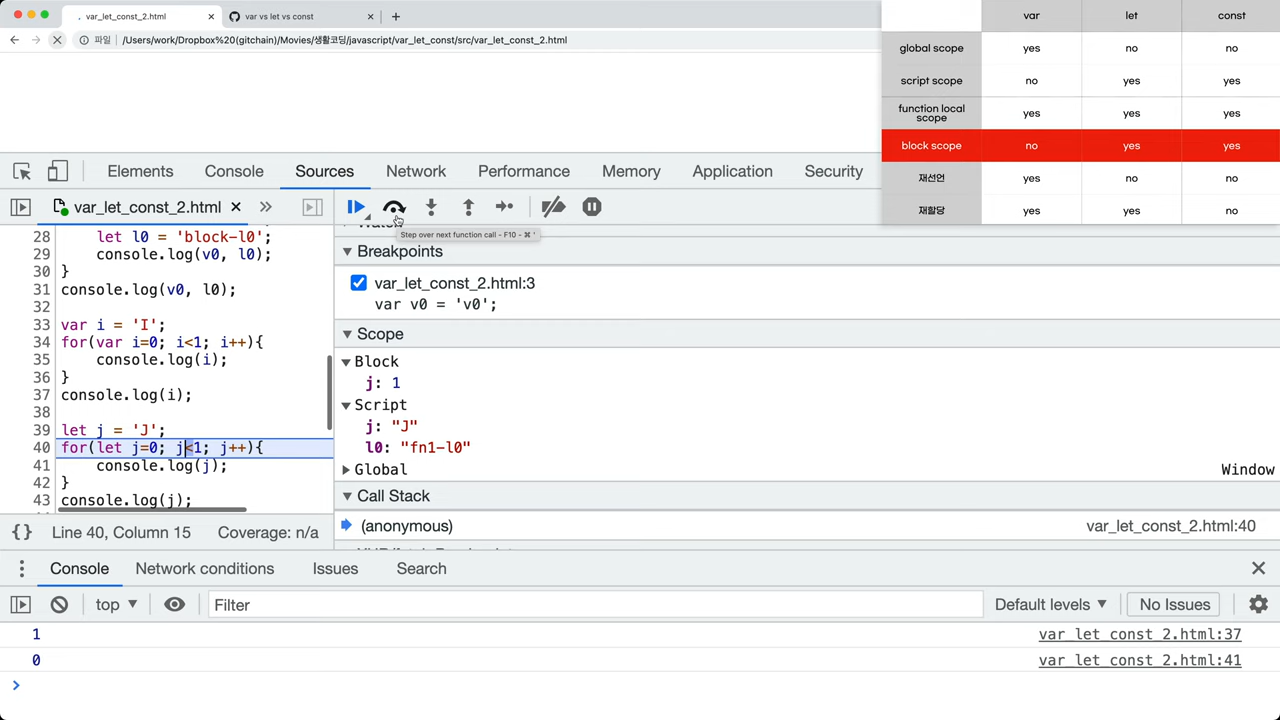 var_let_const_2.html
var vs let vs const
파일
/Users/work/Dropbox%20(gitchain)/Movies/생활코딩/javascript/var_let_const/src/var_let_const_2.html
var let const
global scope yes no no
script scope no yes yes
function local scope yes yes yes
block scope no yes yes
재선언 yes no no
재할당 yes yes no
Elements Console Sources Network Performance Memory Application Security
var_let_const_2.html
Step over next function call - F10 - ⌘ '
28 let l0 = 'block-l0';
29 console.log(v0, l0);
30 }
31 console.log(v0, l0);
32
33 var i = 'I';
34 for(var i=0; i<1; i++){
35 console.log(i);
36 }
37 console.log(i);
38
39 let j = 'J';
40 for(let j=0; j<1; j++){
41 console.log(j);
42 }
43 console.log(j);
{} Line 40, Column 15 Coverage: n/a
Breakpoints
var_let_const_2.html:3
var v0 = 'v0';
Scope
Block
j: 1
Script
j: "J"
l0: "fn1-l0"
Global Window
Call Stack
(anonymous) var_let_const_2.html:40
Console Network conditions Issues Search
top Filter Default levels No Issues
1 var_let_const_2.html:37
0 var_let_const_2.html:41